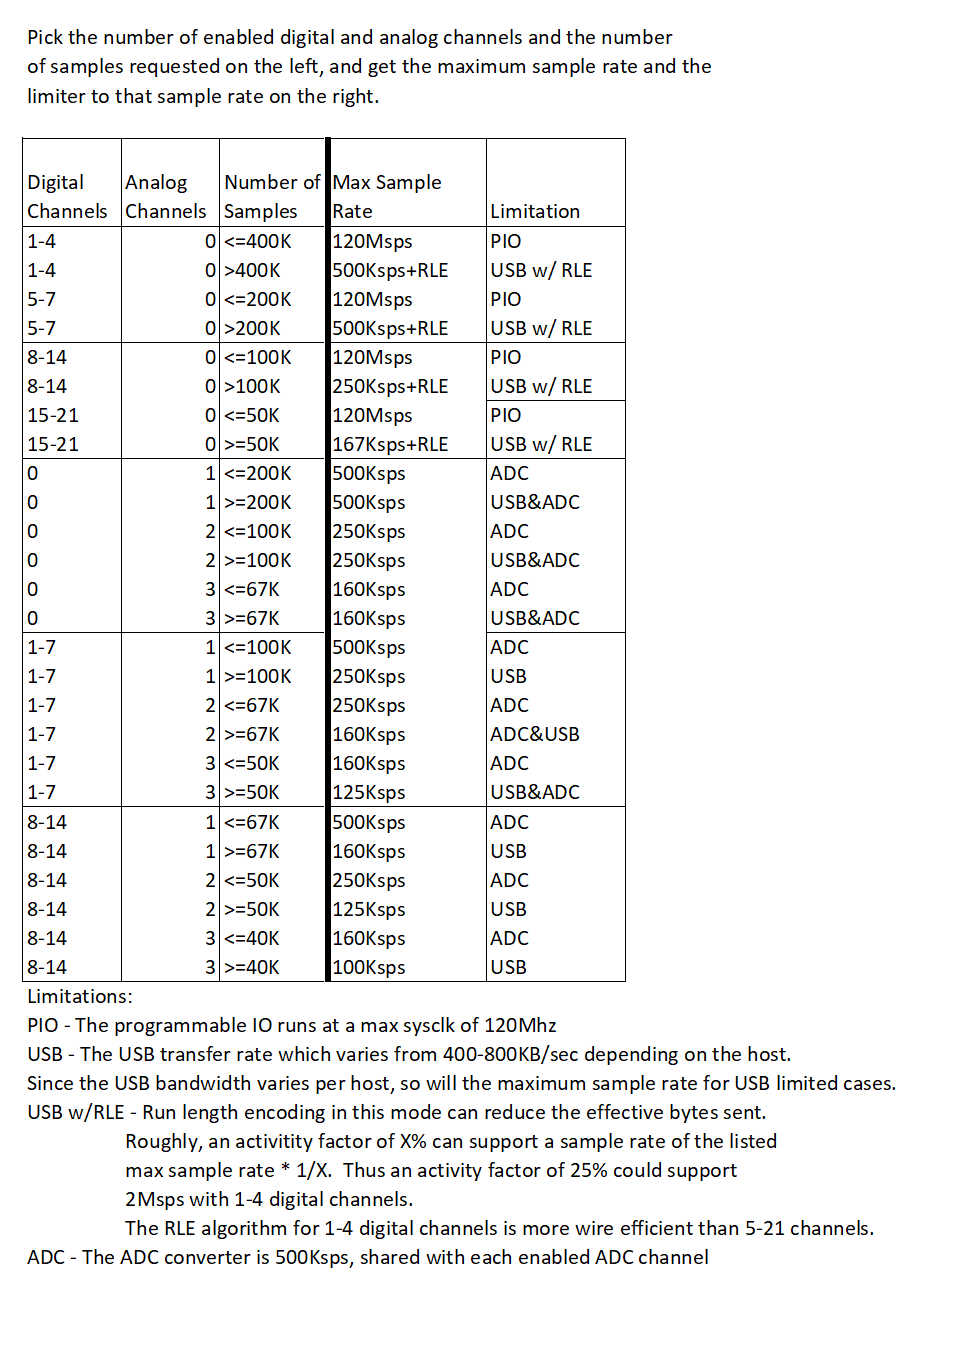 Pick the number of enabled digital and analog channels and the number
of samples requested on the left, and get the maximum sample rate and the
limiter to that sample rate on the right.
Digital Channels Analog Channels Number of Samples Max Sample Rate Limitation
1-4 0 <=400K 120Msps PIO
1-4 0 >400K 500Ksps+RLE USB w/ RLE
5-7 0 <=200K 120Msps PIO
5-7 0 >200K 500Ksps+RLE USB w/ RLE
8-14 0 <=100K 120Msps PIO
8-14 0 >100K 250Ksps+RLE USB w/ RLE
15-21 0 <=50K 120Msps PIO
15-21 0 >=50K 167Ksps+RLE USB w/ RLE
0 1 <=200K 500Ksps ADC
0 1 >=200K 500Ksps USB&ADC
0 2 <=100K 250Ksps ADC
0 2 >=100K 250Ksps USB&ADC
0 3 <=67K 160Ksps ADC
0 3 >=67K 160Ksps USB&ADC
1-7 1 <=100K 500Ksps ADC
1-7 1 >=100K 250Ksps USB
1-7 2 <=67K 250Ksps ADC
1-7 2 >=67K 160Ksps ADC&USB
1-7 3 <=50K 160Ksps ADC
1-7 3 >=50K 125Ksps USB&ADC
8-14 1 <=67K 500Ksps ADC
8-14 1 >=67K 160Ksps USB
8-14 2 <=50K 250Ksps ADC
8-14 2 >=50K 125Ksps USB
8-14 3 <=40K 160Ksps ADC
8-14 3 >=40K 100Ksps USB
Limitations:
PIO - The programmable IO runs at a max sysclk of 120Mhz
USB - The USB transfer rate which varies from 400-800KB/sec depending on the host.
Since the USB bandwidth varies per host, so will the maximum sample rate for USB limited cases.
USB w/RLE - Run length encoding in this mode can reduce the effective bytes sent.
Roughly, an activitity factor of X% can support a sample rate of the listed
max sample rate * 1/X. Thus an activity factor of 25% could support
2Msps with 1-4 digital channels.
The RLE algorithm for 1-4 digital channels is more wire efficient than 5-21 channels.
ADC - The ADC converter is 500Ksps, shared with each enabled ADC channel